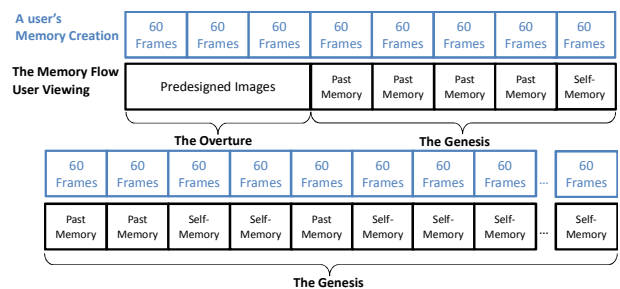 A user's
Memory Creation
60 Frames 60 Frames 60 Frames 60 Frames 60 Frames 60 Frames 60 Frames 60 Frames
The Memory Flow
User Viewing
Predesigned Images Past Memory Past Memory Past Memory Past Memory Self-Memory
The Overture The Genesis
60 Frames 60 Frames 60 Frames 60 Frames 60 Frames 60 Frames 60 Frames 60 Frames ... 60 Frames
Past Memory Past Memory Self-Memory Self-Memory Past Memory Self-Memory Self-Memory Self-Memory ... Self-Memory
The Genesis